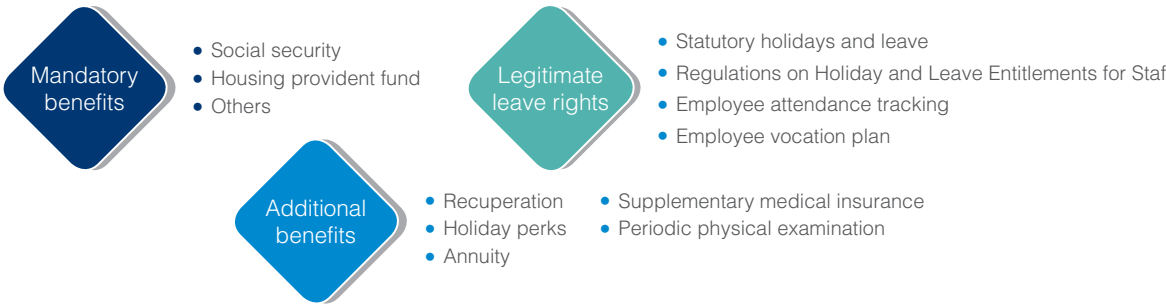 Mandatory
benefits
Social security
Housing provident fund
Others
Legitimate
leave rights
Statutory holidays and leave
Regulations on Holiday and Leave Entitlements for Staf
Employee attendance tracking
Employee vocation plan
Additional
benefits
Recuperation
Holiday perks
Annuity
Supplementary medical insurance
Periodic physical examination